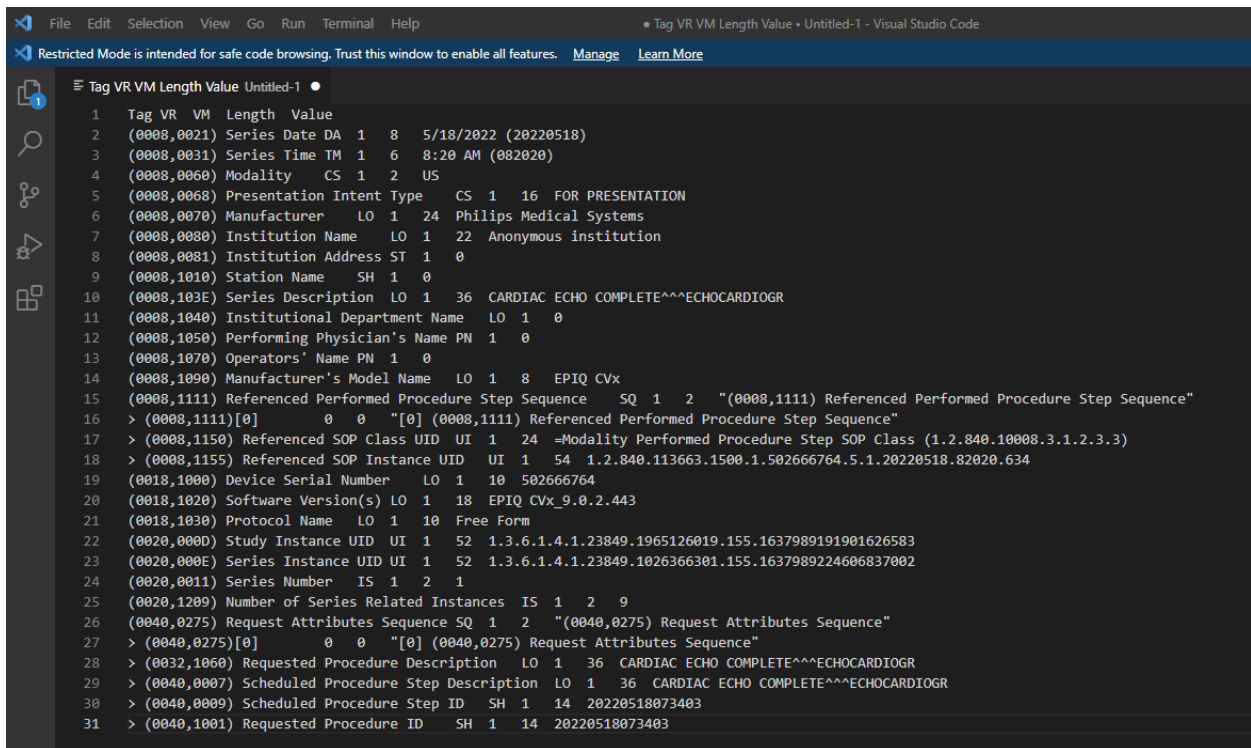 File Edit Selection View Go Run Terminal Help ● Tag VR VM Length Value • Untitled-1 - Visual Studio Code
Restricted Mode is intended for safe code browsing. Trust this window to enable all features. Manage Learn More
Tag VR VM Length Value Untitled-1 ●
1
1 Tag VR VM Length Value
2 (0008,0021) Series Date DA 1 8 5/18/2022 (20220518)
3 (0008,0031) Series Time TM 1 6 8:20 AM (082020)
4 (0008,0060) Modality CS 1 2 US
5 (0008,0068) Presentation Intent Type CS 1 16 FOR PRESENTATION
6 (0008,0070) Manufacturer LO 1 24 Philips Medical Systems
7 (0008,0080) Institution Name LO 1 22 Anonymous institution
8 (0008,0081) Institution Address ST 1 0
9 (0008,1010) Station Name SH 1 0
10 (0008,103E) Series Description LO 1 36 CARDIAC ECHO COMPLETE^^^ECHOCARDIOGR
11 (0008,1040) Institutional Department Name LO 1 0
12 (0008,1050) Performing Physician's Name PN 1 0
13 (0008,1070) Operators' Name PN 1 0
14 (0008,1090) Manufacturer's Model Name LO 1 8 EPIQ CVx
15 (0008,1111) Referenced Performed Procedure Step Sequence SQ 1 2 "(0008,1111) Referenced Performed Procedure Step Sequence"
16 > (0008,1111)[0] 0 0 "[0] (0008,1111) Referenced Performed Procedure Step Sequence"
17 > (0008,1150) Referenced SOP Class UID UI 1 24 =Modality Performed Procedure Step SOP Class (1.2.840.10008.3.1.2.3.3)
18 > (0008,1155) Referenced SOP Instance UID UI 1 54 1.2.840.113663.1500.1.502666764.5.1.20220518.82020.634
19 (0018,1000) Device Serial Number LO 1 10 502666764
20 (0018,1020) Software Version(s) LO 1 18 EPIQ CVx_9.0.2.443
21 (0018,1030) Protocol Name LO 1 10 Free Form
22 (0020,000D) Study Instance UID UI 1 52 1.3.6.1.4.1.23849.1965126019.155.1637989191901626583
23 (0020,000E) Series Instance UID UI 1 52 1.3.6.1.4.1.23849.1026366301.155.1637989224606837002
24 (0020,0011) Series Number IS 1 2 1
25 (0020,1209) Number of Series Related Instances IS 1 2 9
26 (0040,0275) Request Attributes Sequence SQ 1 2 "(0040,0275) Request Attributes Sequence"
27 > (0040,0275)[0] 0 0 "[0] (0040,0275) Request Attributes Sequence"
28 > (0032,1060) Requested Procedure Description LO 1 36 CARDIAC ECHO COMPLETE^^^ECHOCARDIOGR
29 > (0040,0007) Scheduled Procedure Step Description LO 1 36 CARDIAC ECHO COMPLETE^^^ECHOCARDIOGR
30 > (0040,0009) Scheduled Procedure Step ID SH 1 14 20220518073403
31 > (0040,1001) Requested Procedure ID SH 1 14 20220518073403